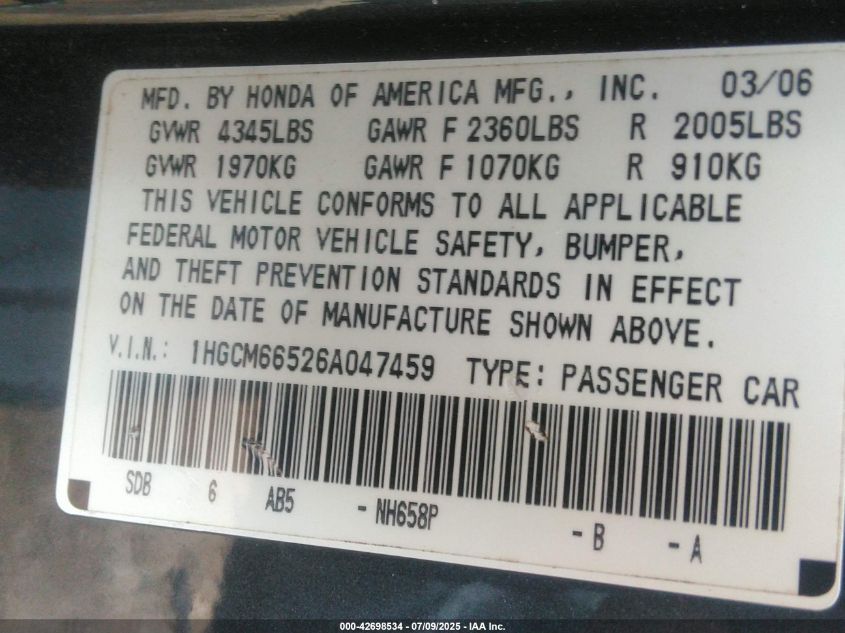 MFD. BY HONDA OF AMERICA MFG., INC. 03/06
GVWR 4345LBS GAWR F 2360LBS R 2005LBS
GVWR 1970KG GAWR F 1070KG R 910KG
THIS VEHICLE CONFORMS TO ALL APPLICABLE
FEDERAL MOTOR VEHICLE SAFETY, BUMPER,
AND THEFT PREVENTION STANDARDS IN EFFECT
ON THE DATE OF MANUFACTURE SHOWN ABOVE.
V.I.N.: 1HGCM66526A047459 TYPE: PASSENGER CAR
SDB 6 AB5 - NH658P - B - A
000-42698534 / 07/09/2025 - IAA Inc.